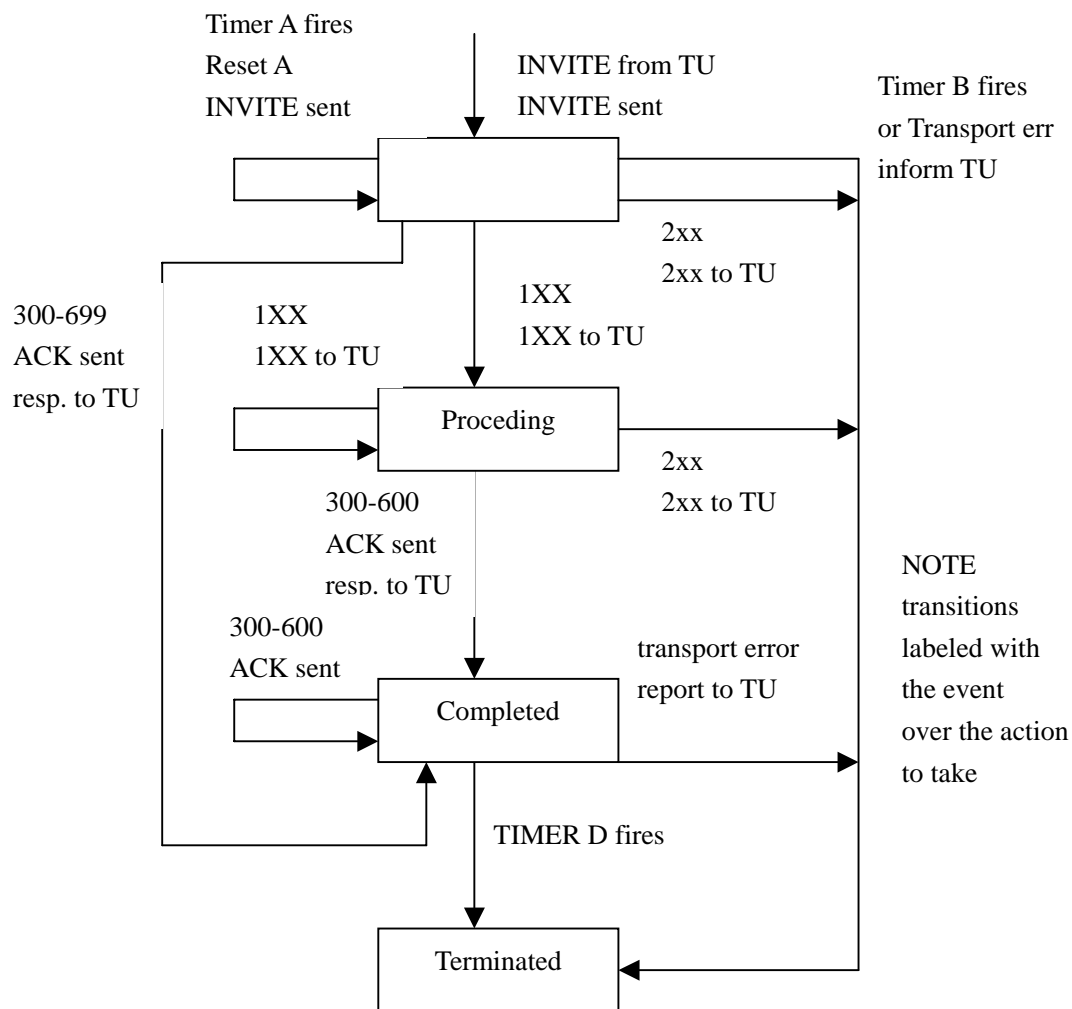 Timer A fires
Reset A
INVITE sent
INVITE from TU
INVITE sent
Timer B fires
or Transport err
inform TU
2xx
2xx to TU
300-699
ACK sent
resp. to TU
1XX
1XX to TU
1XX
1XX to TU
Proceding
2xx
2xx to TU
300-600
ACK sent
resp. to TU
NOTE
transitions
labeled with
the event
over the action
to take
300-600
ACK sent
transport error
report to TU
Completed
TIMER D fires
Terminated